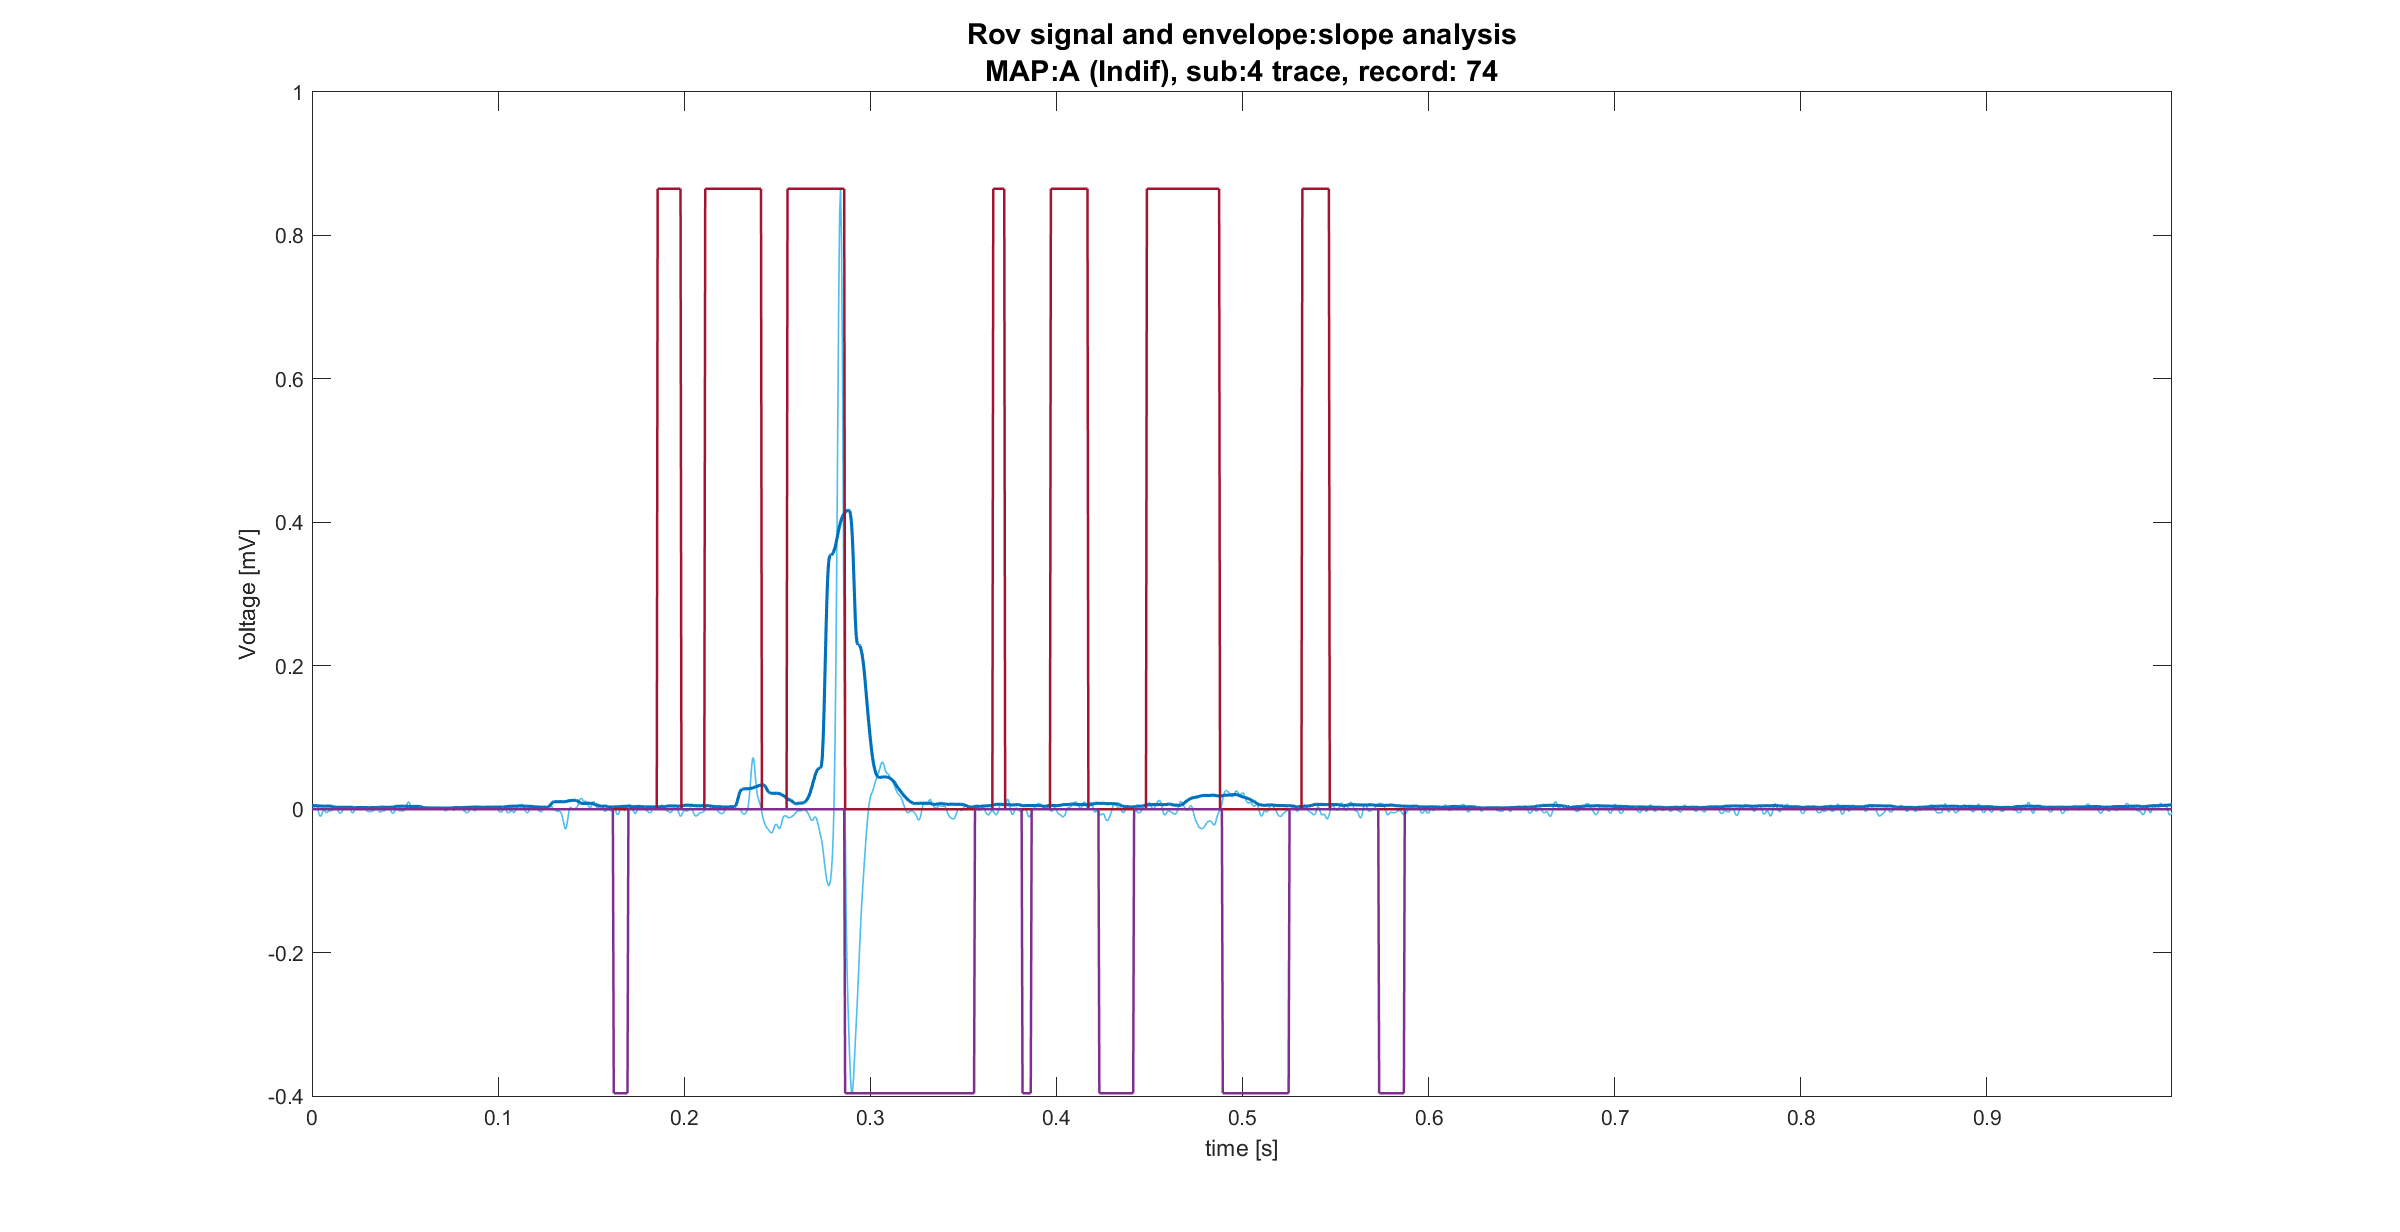 Rov signal and envelope:slope analysis
MAP:A (Indif), sub:4 trace, record: 74
1
0.8
0.6
0.4
0.2
0
-0.2
-0.4
Voltage [mV]
0 0.1 0.2 0.3 0.4 0.5 0.6 0.7 0.8 0.9
time [s]